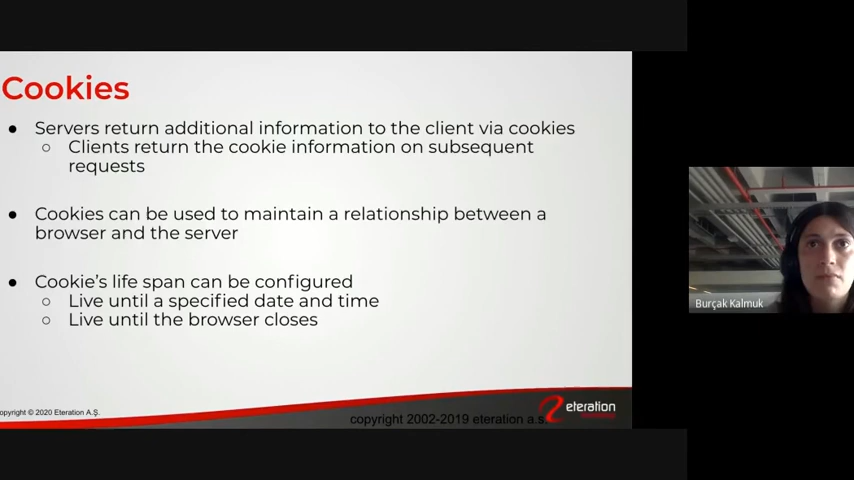 Cookies
● Servers return additional information to the client via cookies
○ Clients return the cookie information on subsequent
requests
● Cookies can be used to maintain a relationship between a
browser and the server
● Cookie's life span can be configured
○ Live until a specified date and time
○ Live until the browser closes
opyright © 2020 Eteration A.Ş.
copyright 2002-2019 eteration a.s.
eteration
Burçak Kalmuk